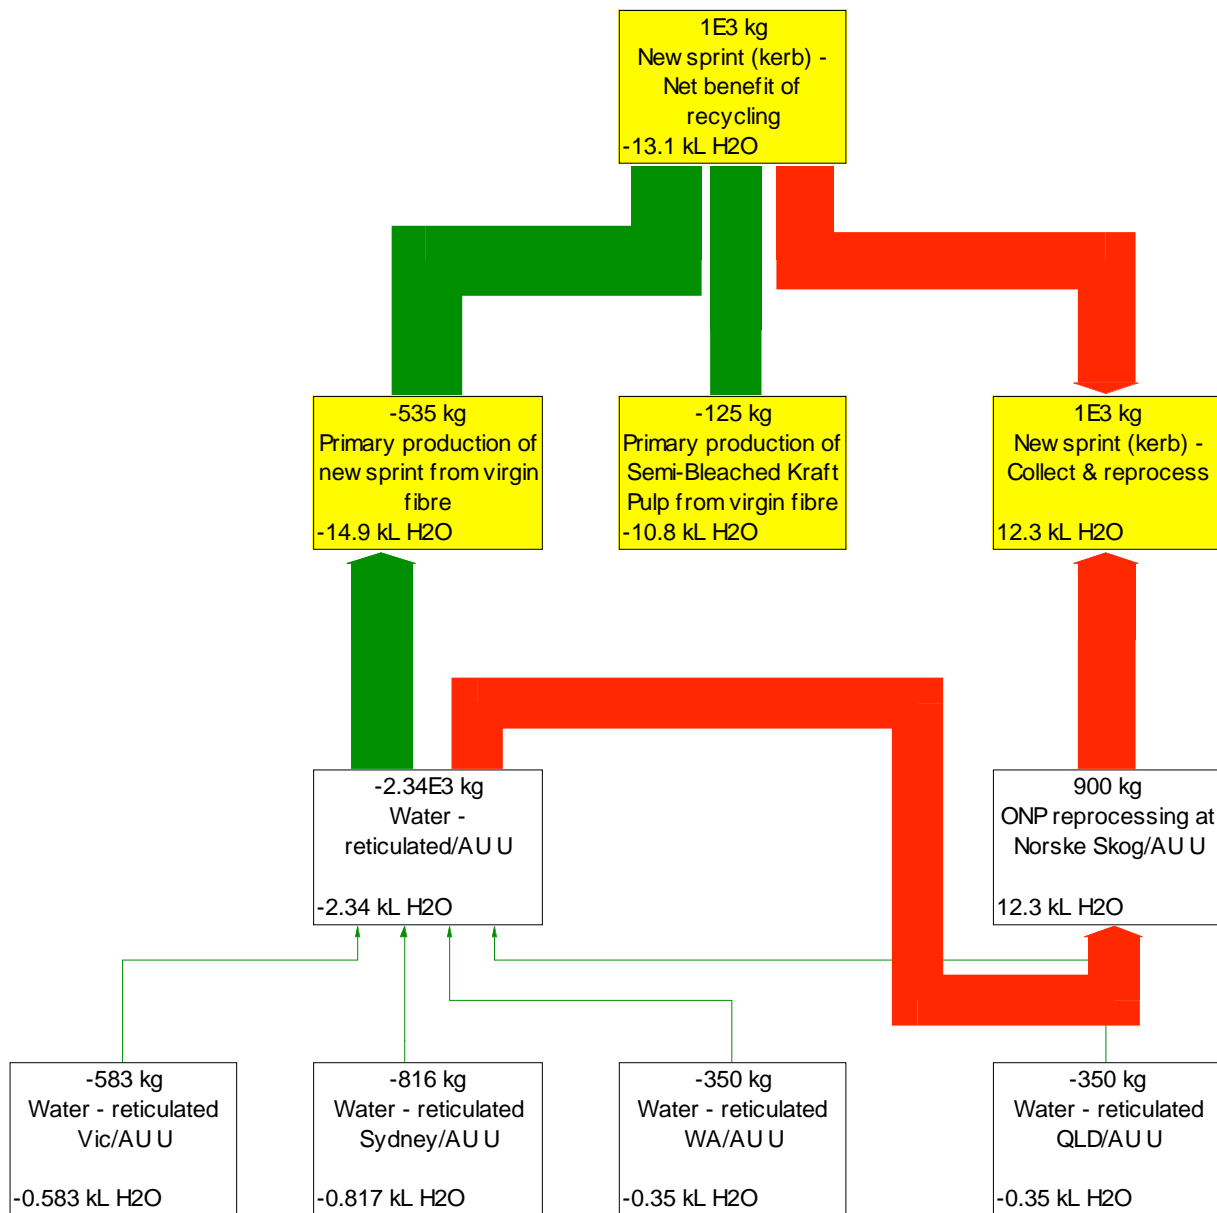 1E3 kg
New sprint (kerb) -
Net benefit of
recycling
-13.1 kL H2O
-535 kg
Primary production of
new sprint from virgin
fibre
-14.9 kL H2O
-125 kg
Primary production of
Semi-Bleached Kraft
Pulp from virgin fibre
-10.8 kL H2O
1E3 kg
New sprint (kerb) -
Collect & reprocess
12.3 kL H2O
-2.34E3 kg
Water -
reticulated/AU U
-2.34 kL H2O
900 kg
ONP reprocessing at
Norske Skog/AU U
12.3 kL H2O
-583 kg
Water - reticulated
Vic/AU U
-0.583 kL H2O
-816 kg
Water - reticulated
Sydney/AU U
-0.817 kL H2O
-350 kg
Water - reticulated
WA/AU U
-0.35 kL H2O
-350 kg
Water - reticulated
QLD/AU U
-0.35 kL H2O